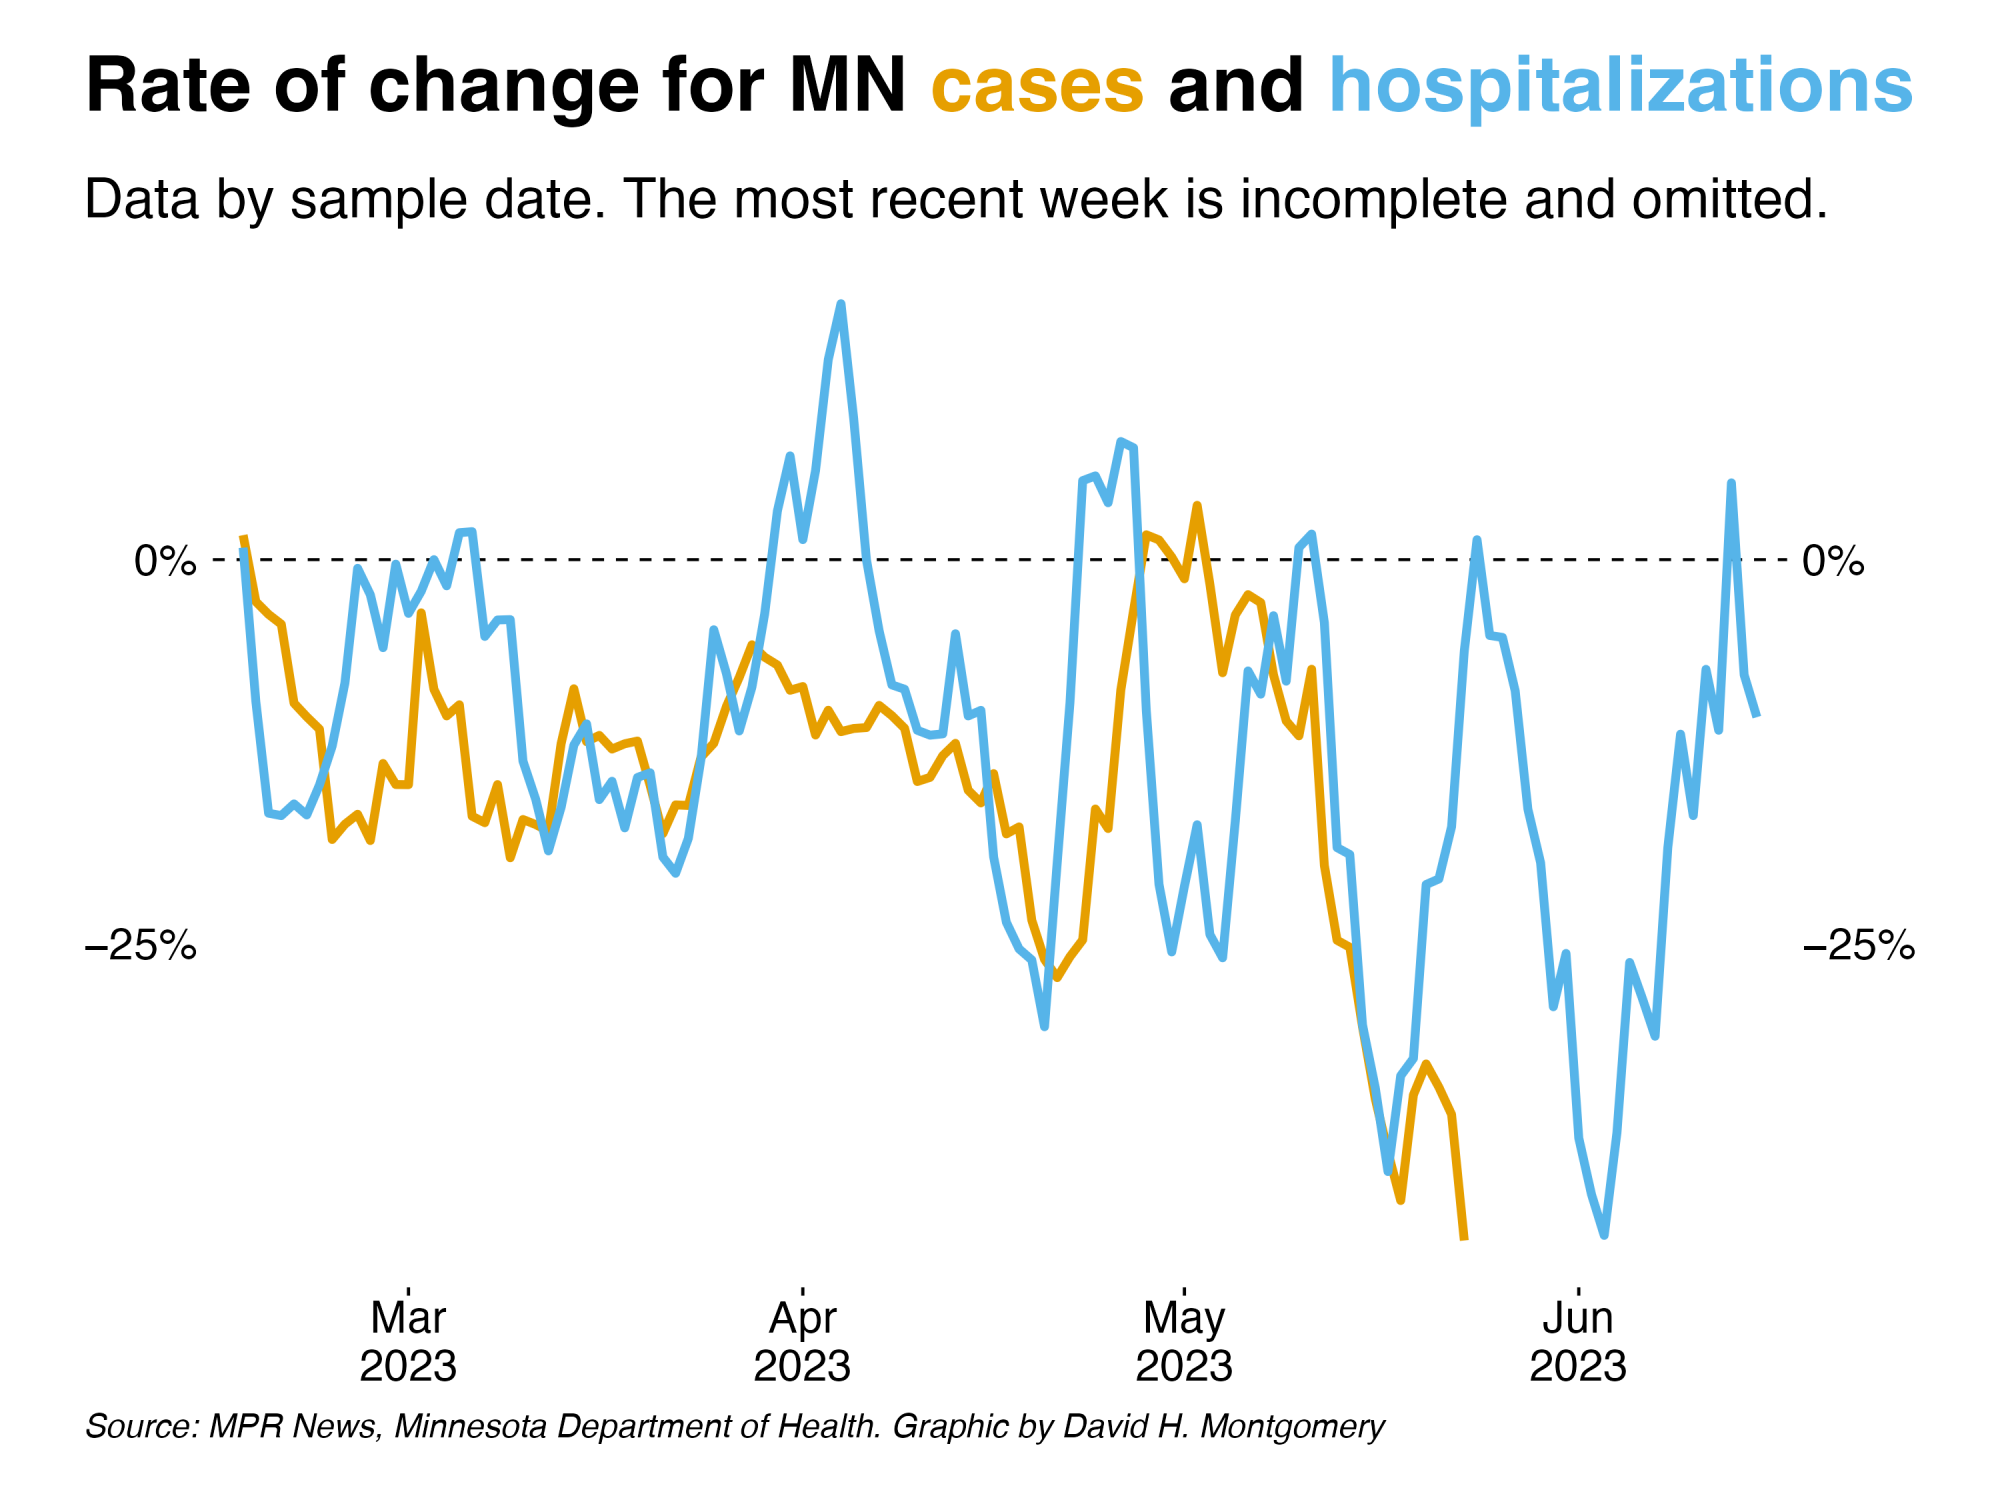 Rate of change for MN cases and hospitalizations
Data by sample date. The most recent week is incomplete and omitted.
0% 0%
−25% −25%
Mar Apr May Jun
2023 2023 2023 2023
Source: MPR News, Minnesota Department of Health. Graphic by David H. Montgomery